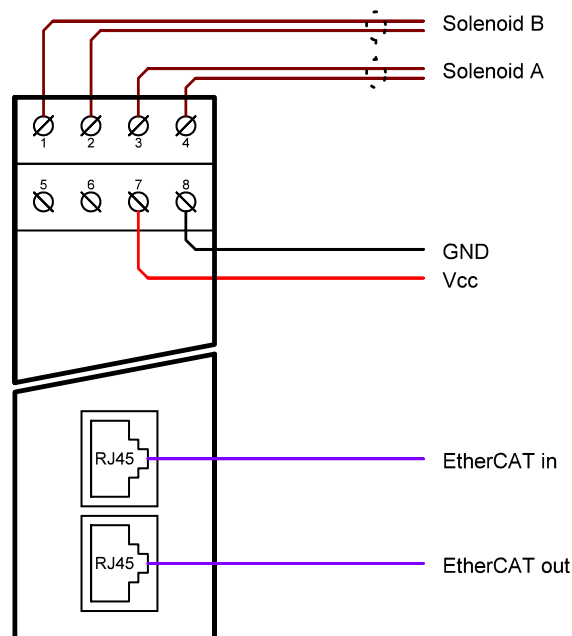 Solenoid B
Solenoid A
1 2 3 4
5 6 7 8
GND
Vcc
RJ45 EtherCAT in
RJ45 EtherCAT out